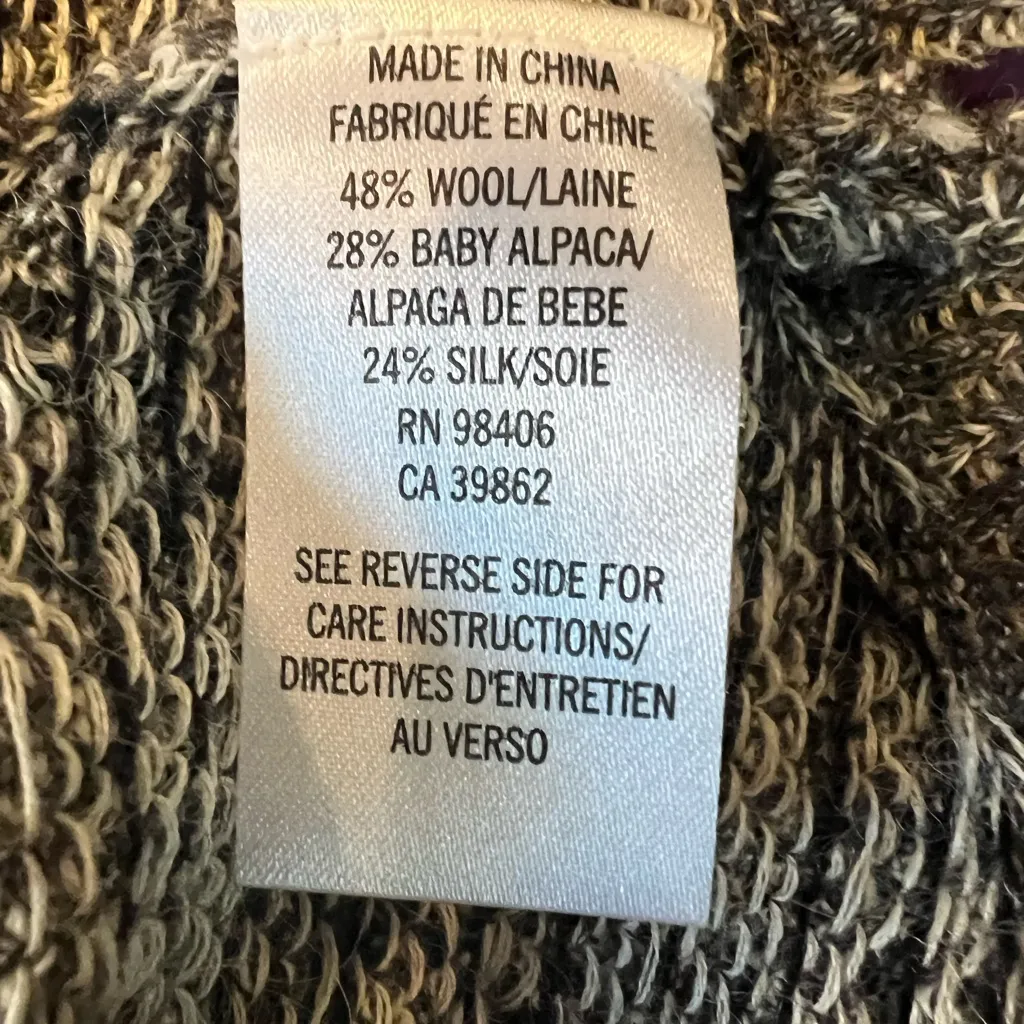 MADE IN CHINA
FABRIQUÉ EN CHINE
48% WOOL/LAINE
28% BABY ALPACA/
ALPAGA DE BEBE
24% SILK/SOIE
RN 98406
CA 39862
SEE REVERSE SIDE FOR
CARE INSTRUCTIONS/
DIRECTIVES D'ENTRETIEN
AU VERSO